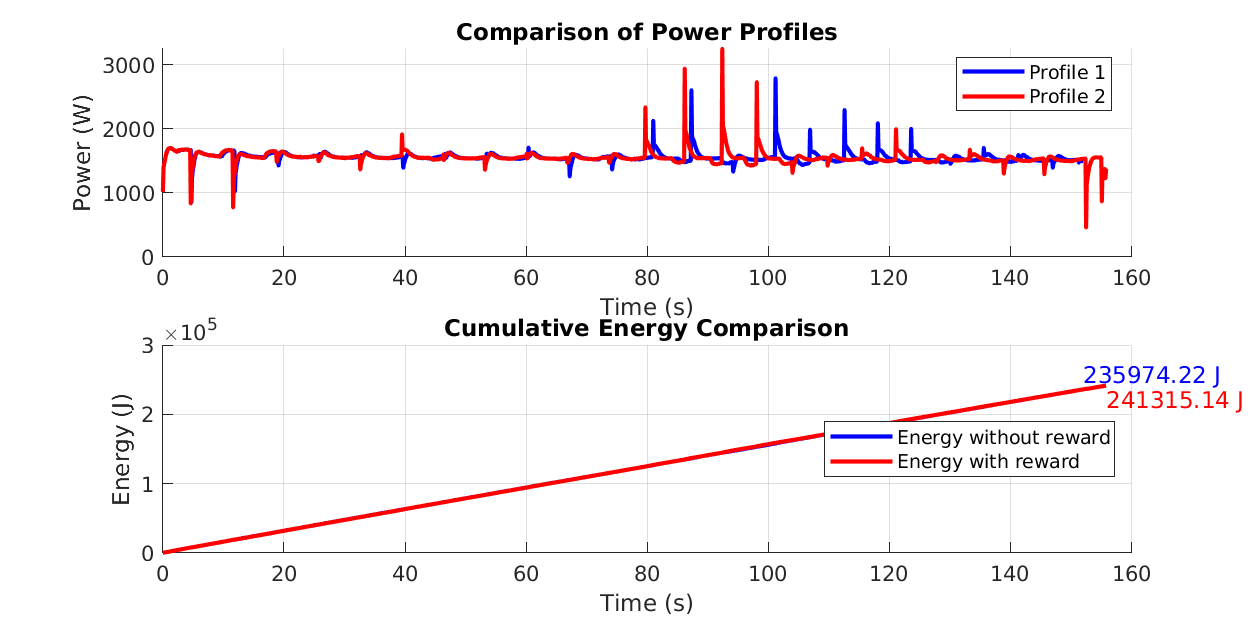 Comparison of Power Profiles
Power (W)
3000
2000
1000
0
0 20 40 60 80 100 120 140 160
Time (s)
Profile 1
Profile 2
Cumulative Energy Comparison
×10^5
Energy (J)
3
2
1
0
0 20 40 60 80 100 120 140 160
Time (s)
235974.22 J
241315.14 J
Energy without reward
Energy with reward